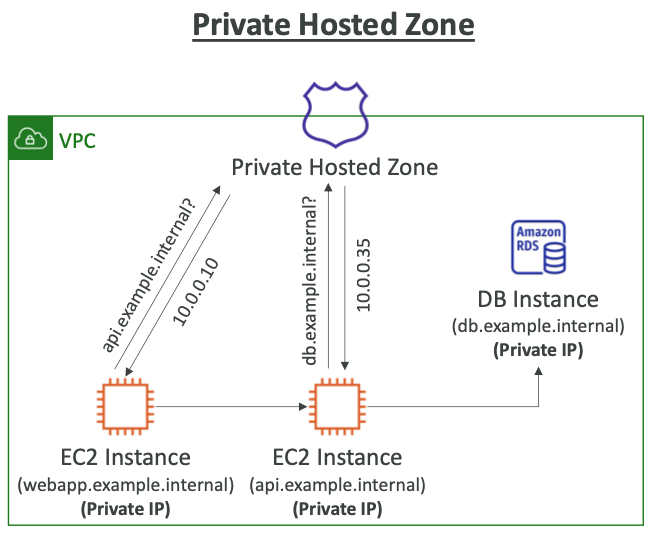 Private Hosted Zone
VPC
Private Hosted Zone
api.example.internal?
10.0.0.10
db.example.internal?
10.0.0.35
Amazon
RDS
DB Instance
(db.example.internal)
(Private IP)
EC2 Instance
(webapp.example.internal)
(Private IP)
EC2 Instance
(api.example.internal)
(Private IP)